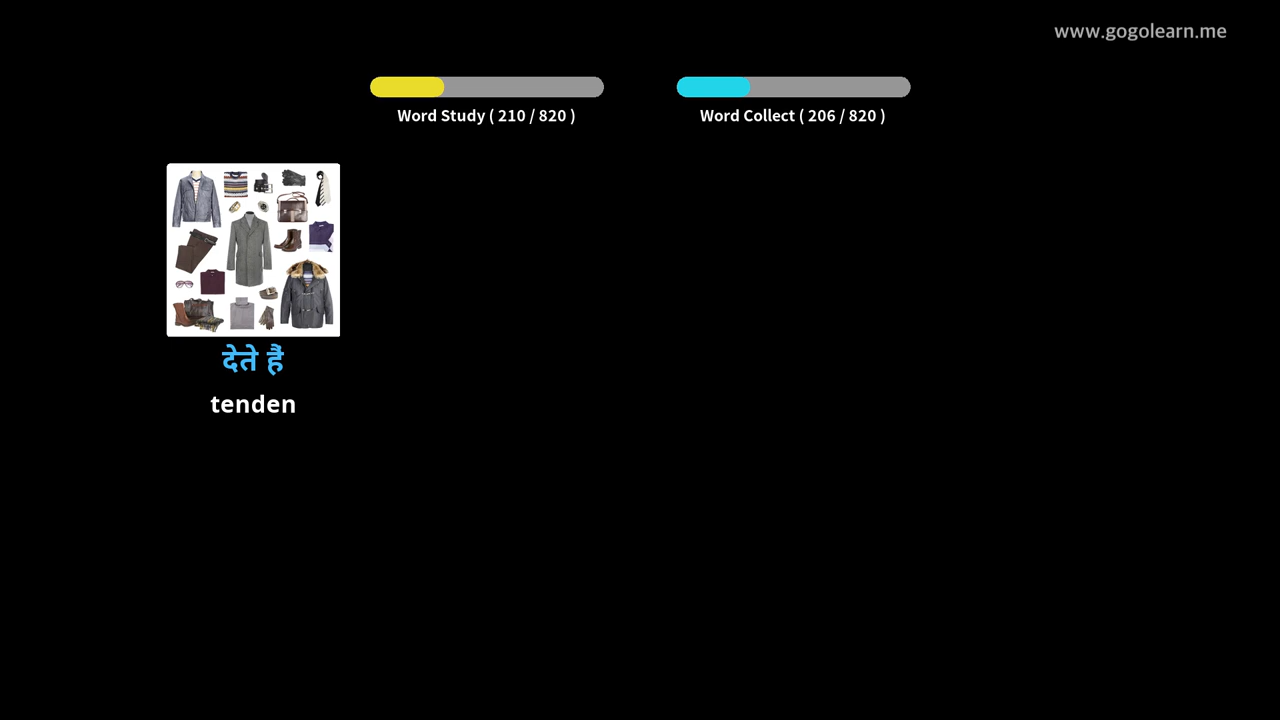 www.gogolearn.me
Word Study ( 210 / 820 )
Word Collect ( 206 / 820 )
देते हैं
tenden